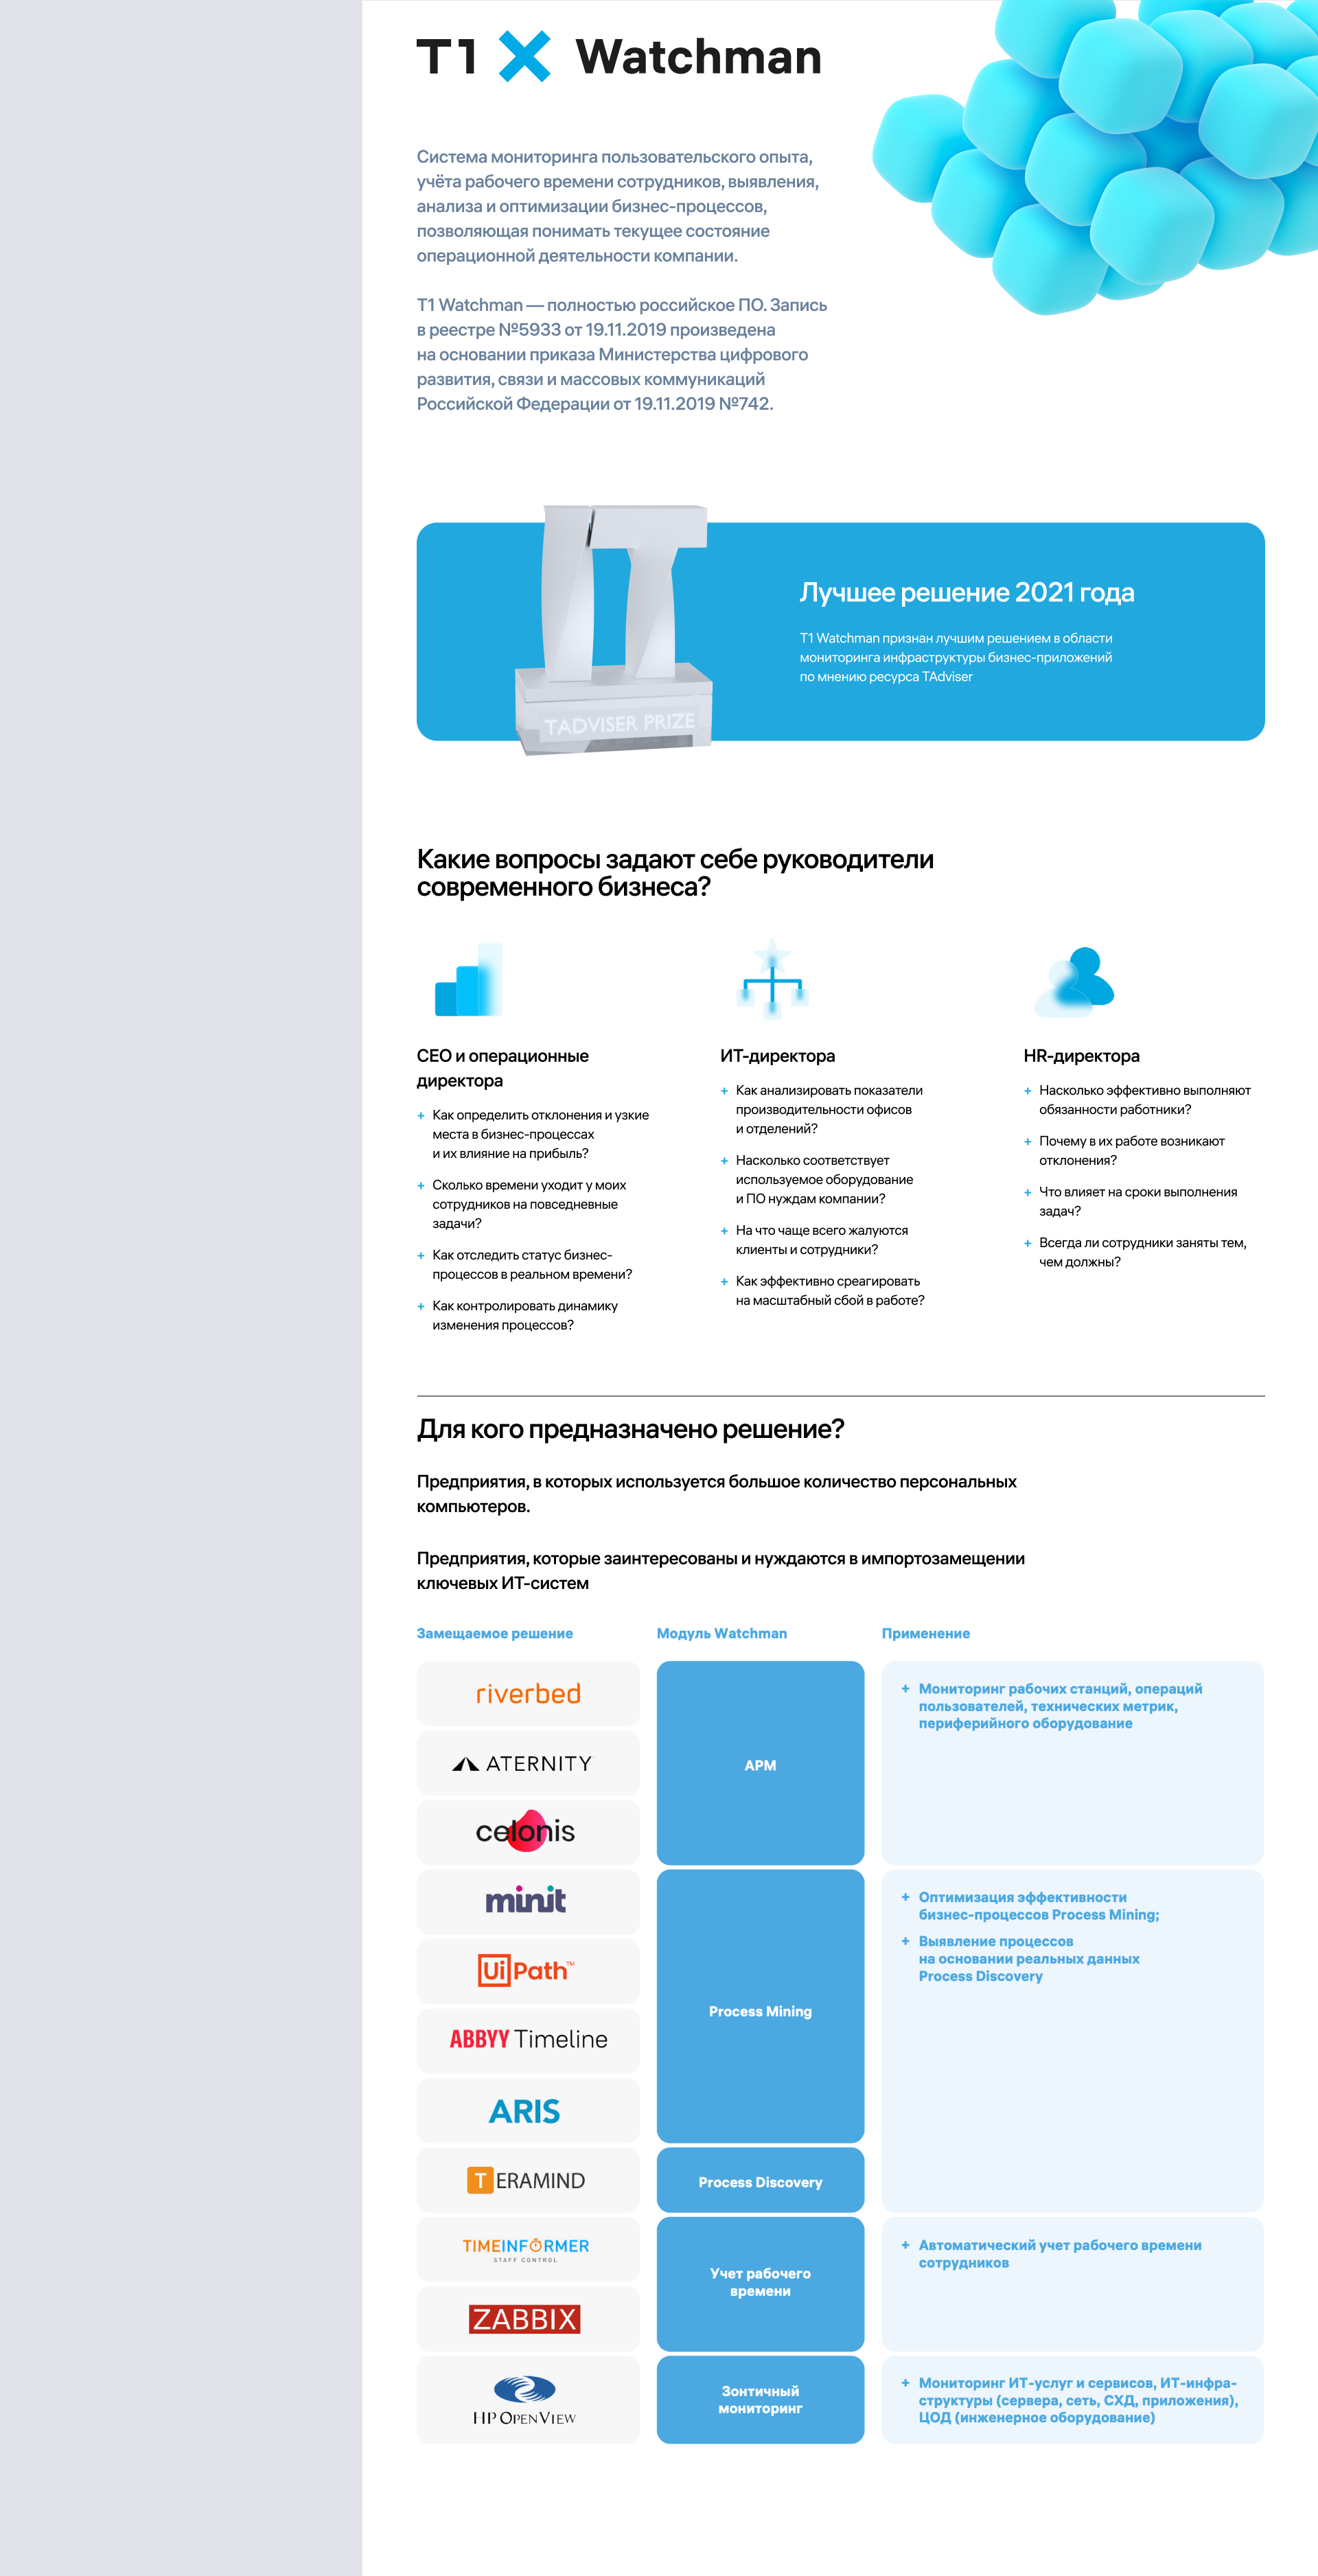 T1 X Watchman
Система мониторинга пользовательского опыта,
учёта рабочего времени сотрудников, выявления,
анализа и оптимизации бизнес-процессов,
позволяющая понимать текущее состояние
операционной деятельности компании.
T1 Watchman — полностью российское ПО. Запись
в реестре №5933 от 19.11.2019 произведена
на основании приказа Министерства цифрового
развития, связи и массовых коммуникаций
Российской Федерации от 19.11.2019 №742.
IT
TADVISER PRIZE
Лучшее решение 2021 года
T1 Watchman признан лучшим решением в области
мониторинга инфраструктуры бизнес-приложений
по мнению ресурса TAdviser
Какие вопросы задают себе руководители
современного бизнеса?
CEO и операционные
директора
+ Как определить отклонения и узкие
места в бизнес-процессах
и их влияние на прибыль?
+ Сколько времени уходит у моих
сотрудников на повседневные
задачи?
+ Как отследить статус бизнес-
процессов в реальном времени?
+ Как контролировать динамику
изменения процессов?
ИТ-директора
+ Как анализировать показатели
производительности офисов
и отделений?
+ Насколько соответствует
используемое оборудование
и ПО нуждам компании?
+ На что чаще всего жалуются
клиенты и сотрудники?
+ Как эффективно среагировать
на масштабный сбой в работе?
HR-директора
+ Насколько эффективно выполняют
обязанности работники?
+ Почему в их работе возникают
отклонения?
+ Что влияет на сроки выполнения
задач?
+ Всегда ли сотрудники заняты тем,
чем должны?
Для кого предназначено решение?
Предприятия, в которых используется большое количество персональных
компьютеров.
Предприятия, которые заинтересованы и нуждаются в импортозамещении
ключевых ИТ-систем
Замещаемое решение
Модуль Watchman
Применение
riverbed
ATERNITY
celonis
APM
+ Мониторинг рабочих станций, операций
пользователей, технических метрик,
периферийного оборудование
minit
UiPath™
ABBYY Timeline
ARIS
Process Mining
+ Оптимизация эффективности
бизнес-процессов Process Mining;
+ Выявление процессов
на основании реальных данных
Process Discovery
TERAMIND
Process Discovery
TIMEINFORMER
STAFF CONTROL
ZABBIX
Учет рабочего
времени
+ Автоматический учет рабочего времени
сотрудников
HP OPENVIEW
Зонтичный
мониторинг
+ Мониторинг ИТ-услуг и сервисов, ИТ-инфра-
структуры (сервера, сеть, СХД, приложения),
ЦОД (инженерное оборудование)